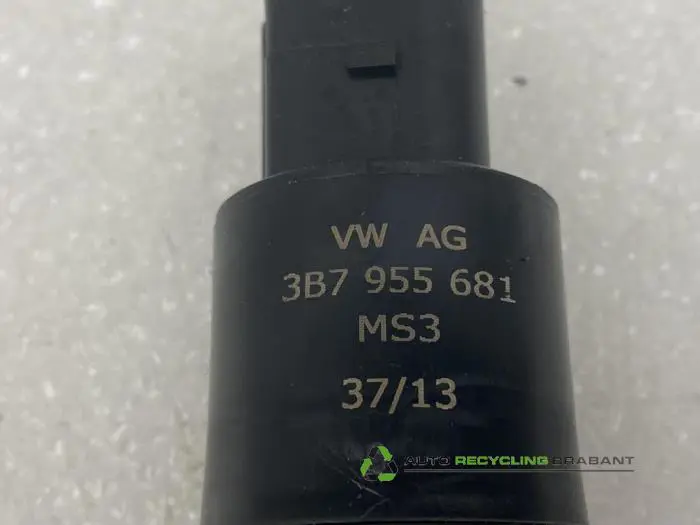 VW AG
3B7 955 681
MS3
37/13
AUTO RECYCLING BRABANT